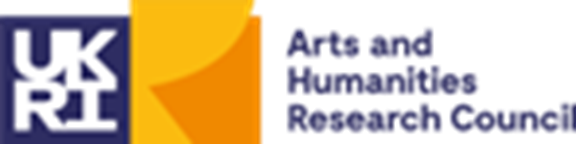 UK
RI
Arts and
Humanities
Research Council